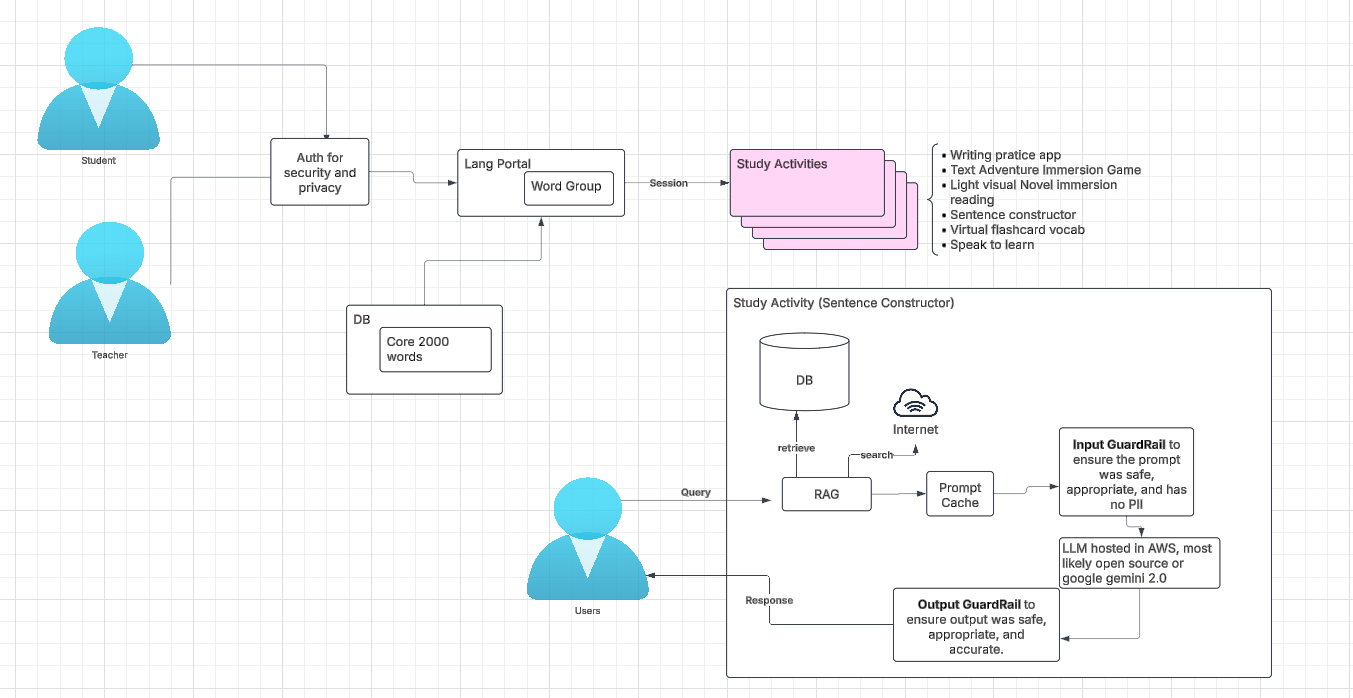 Student
Auth for
security and
privacy
Teacher
Lang Portal
Word Group
Session
Study Activities
• Writing pratice app
• Text Adventure Immersion Game
• Light visual Novel immersion
reading
• Sentence constructor
• Virtual flashcard vocab
• Speak to learn
DB
Core 2000
words
Study Activity (Sentence Constructor)
DB
Internet
retrieve
search
Query
RAG
Prompt
Cache
Input GuardRail to
ensure the prompt
was safe,
appropriate, and has
no PII
LLM hosted in AWS, most
likely open source or
google gemini 2.0
Output GuardRail to
ensure output was safe,
appropriate, and
accurate.
Response
Users